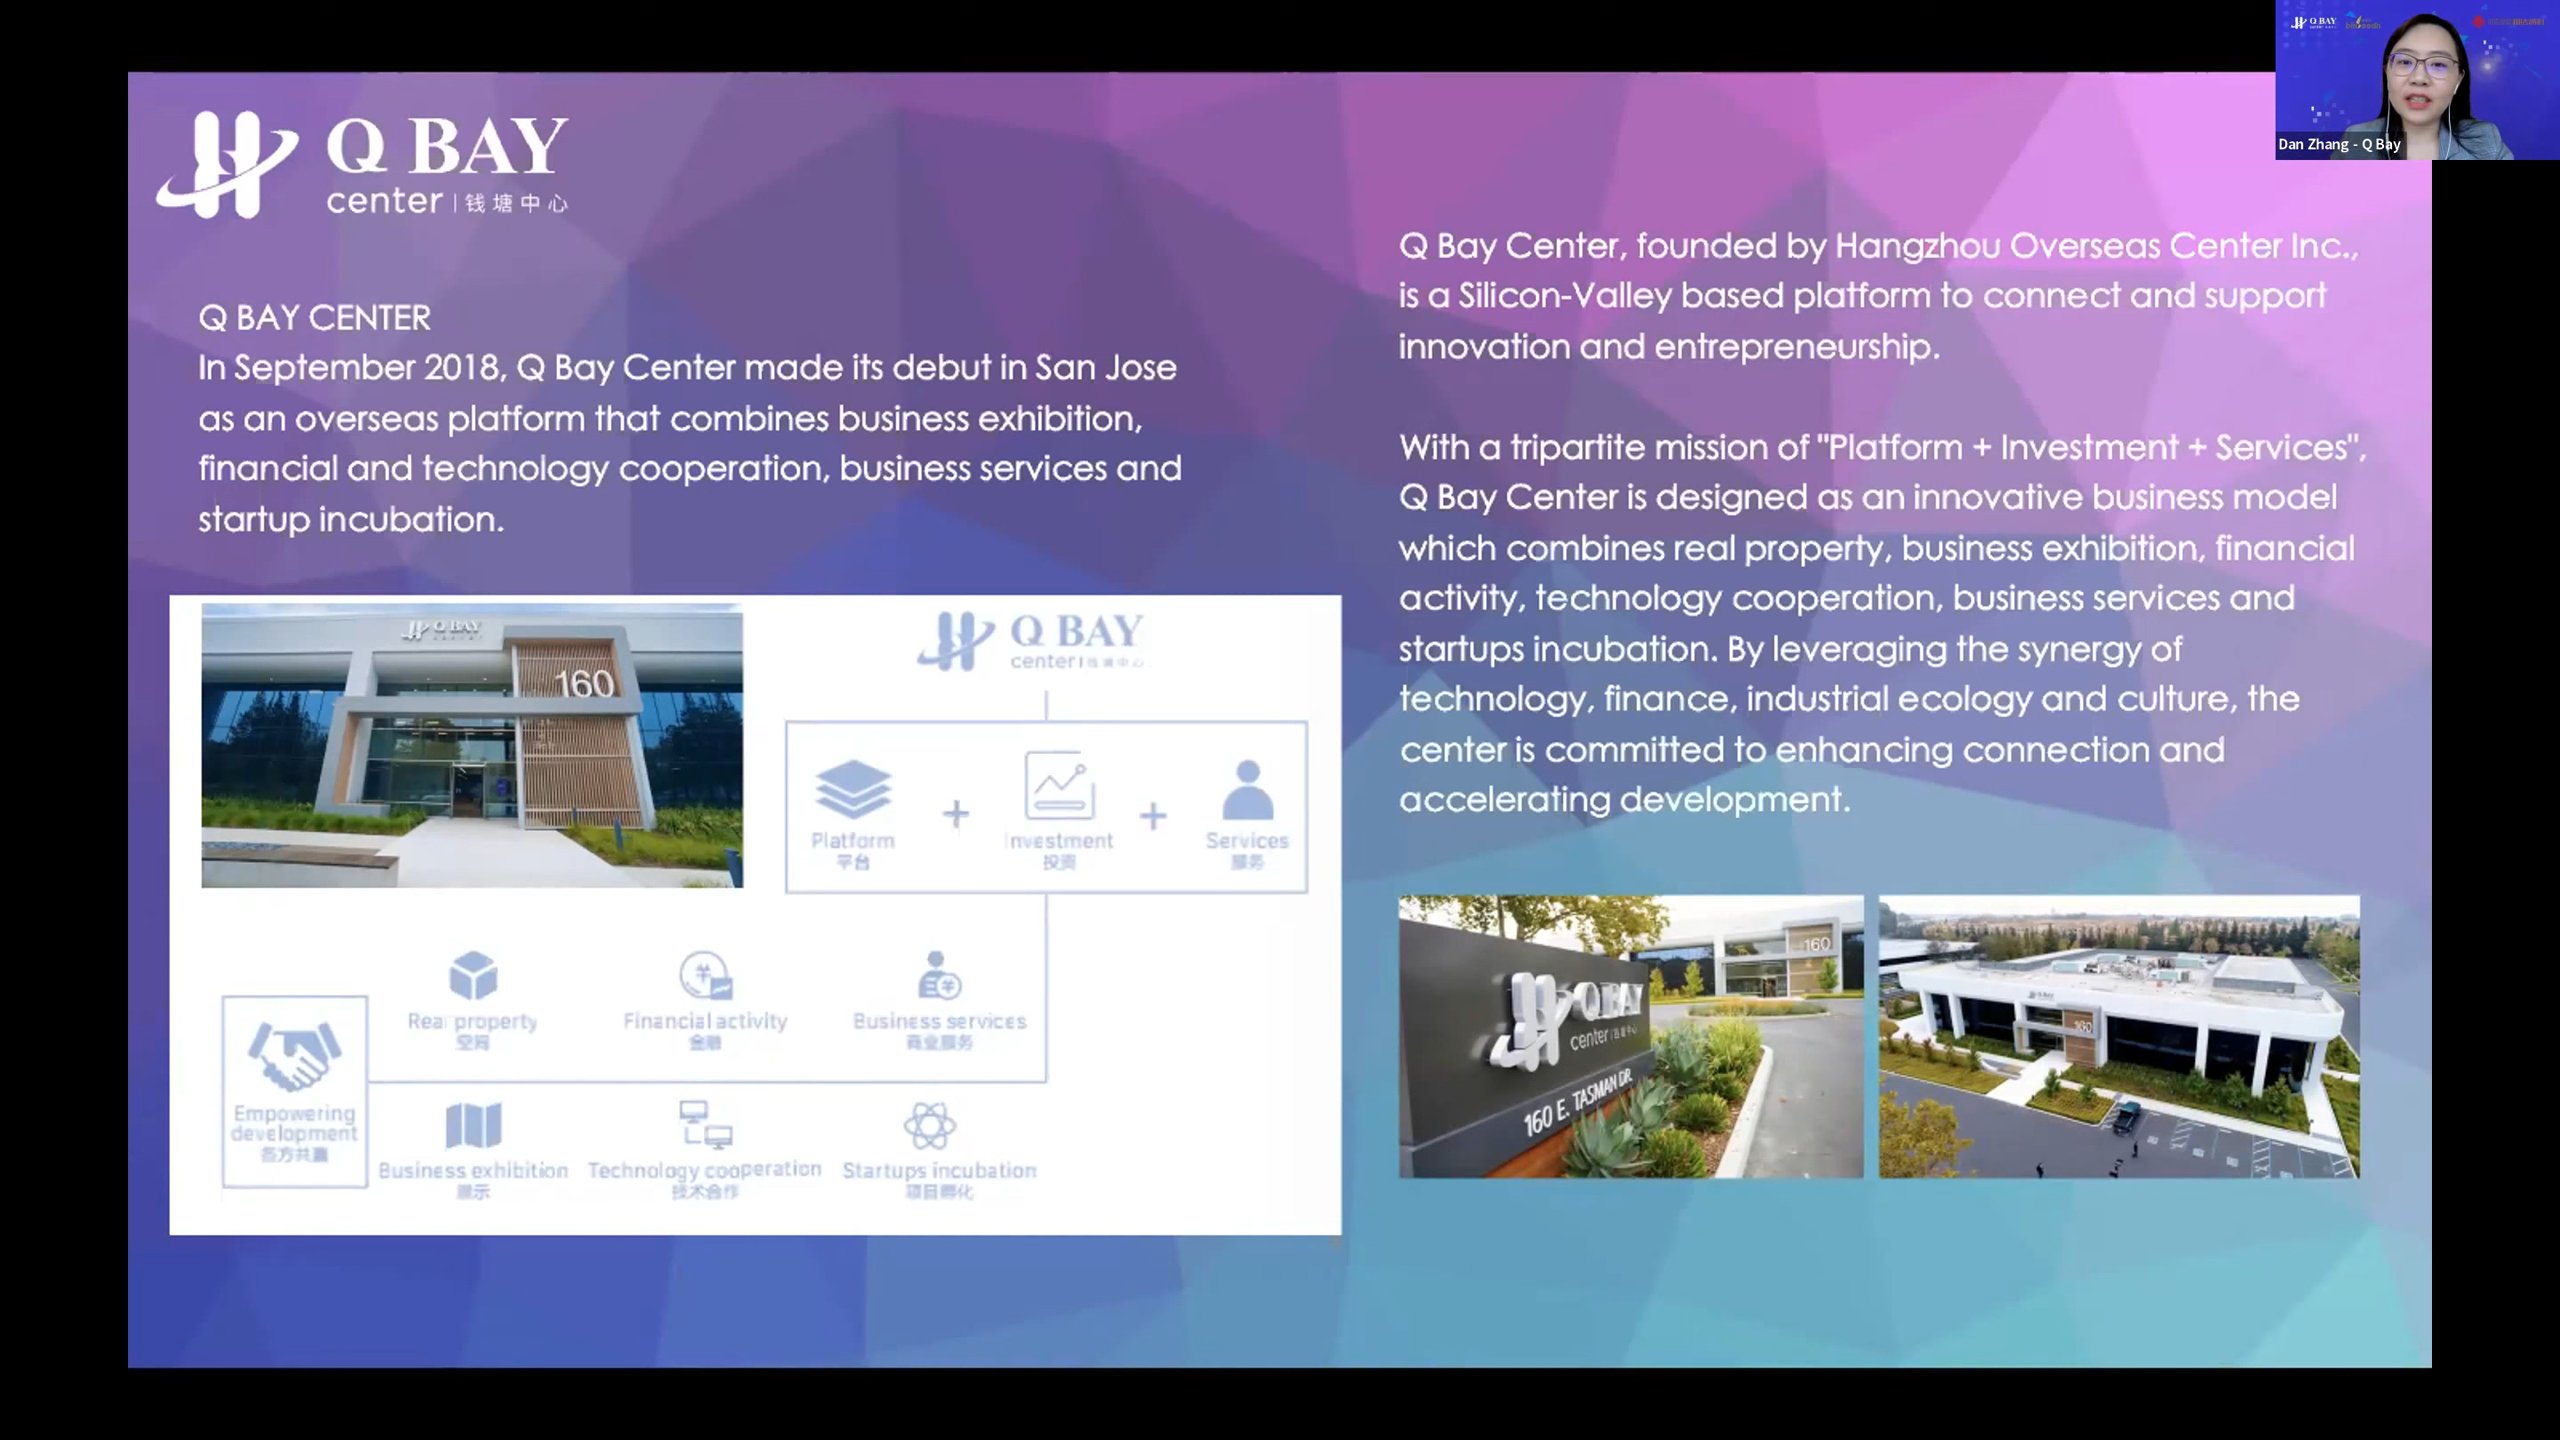 Q BAY
center | 钱塘中心
Q BAY CENTER
In September 2018, Q Bay Center made its debut in San Jose
as an overseas platform that combines business exhibition,
financial and technology cooperation, business services and
startup incubation.
Q BAY
160
Q BAY
center | 钱塘中心
Platform
平台
+
Investment
投资
+
Services
服务
Real property
空间
Financial activity
金融
Business services
商业服务
Empowering
development
各方共赢
Business exhibition
展示
Technology cooperation
技术合作
Startups incubation
项目孵化
Q Bay Center, founded by Hangzhou Overseas Center Inc.,
is a Silicon-Valley based platform to connect and support
innovation and entrepreneurship.
With a tripartite mission of "Platform + Investment + Services",
Q Bay Center is designed as an innovative business model
which combines real property, business exhibition, financial
activity, technology cooperation, business services and
startups incubation. By leveraging the synergy of
technology, finance, industrial ecology and culture, the
center is committed to enhancing connection and
accelerating development.
160
Q BAY
center | 钱塘中心
160 E. TASMAN DR.
160
Q BAY
Dan Zhang - Q Bay